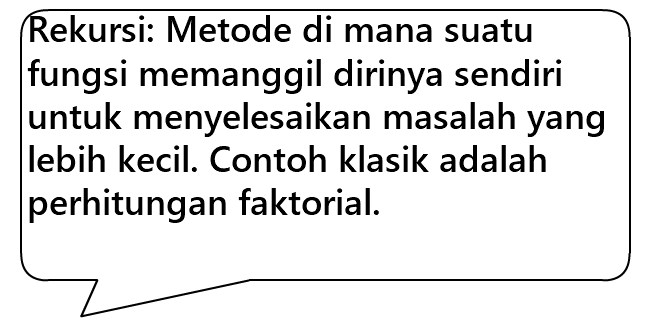 Rekursi: Metode di mana suatu
fungsi memanggil dirinya sendiri
untuk menyelesaikan masalah yang
lebih kecil. Contoh klasik adalah
perhitungan faktorial.